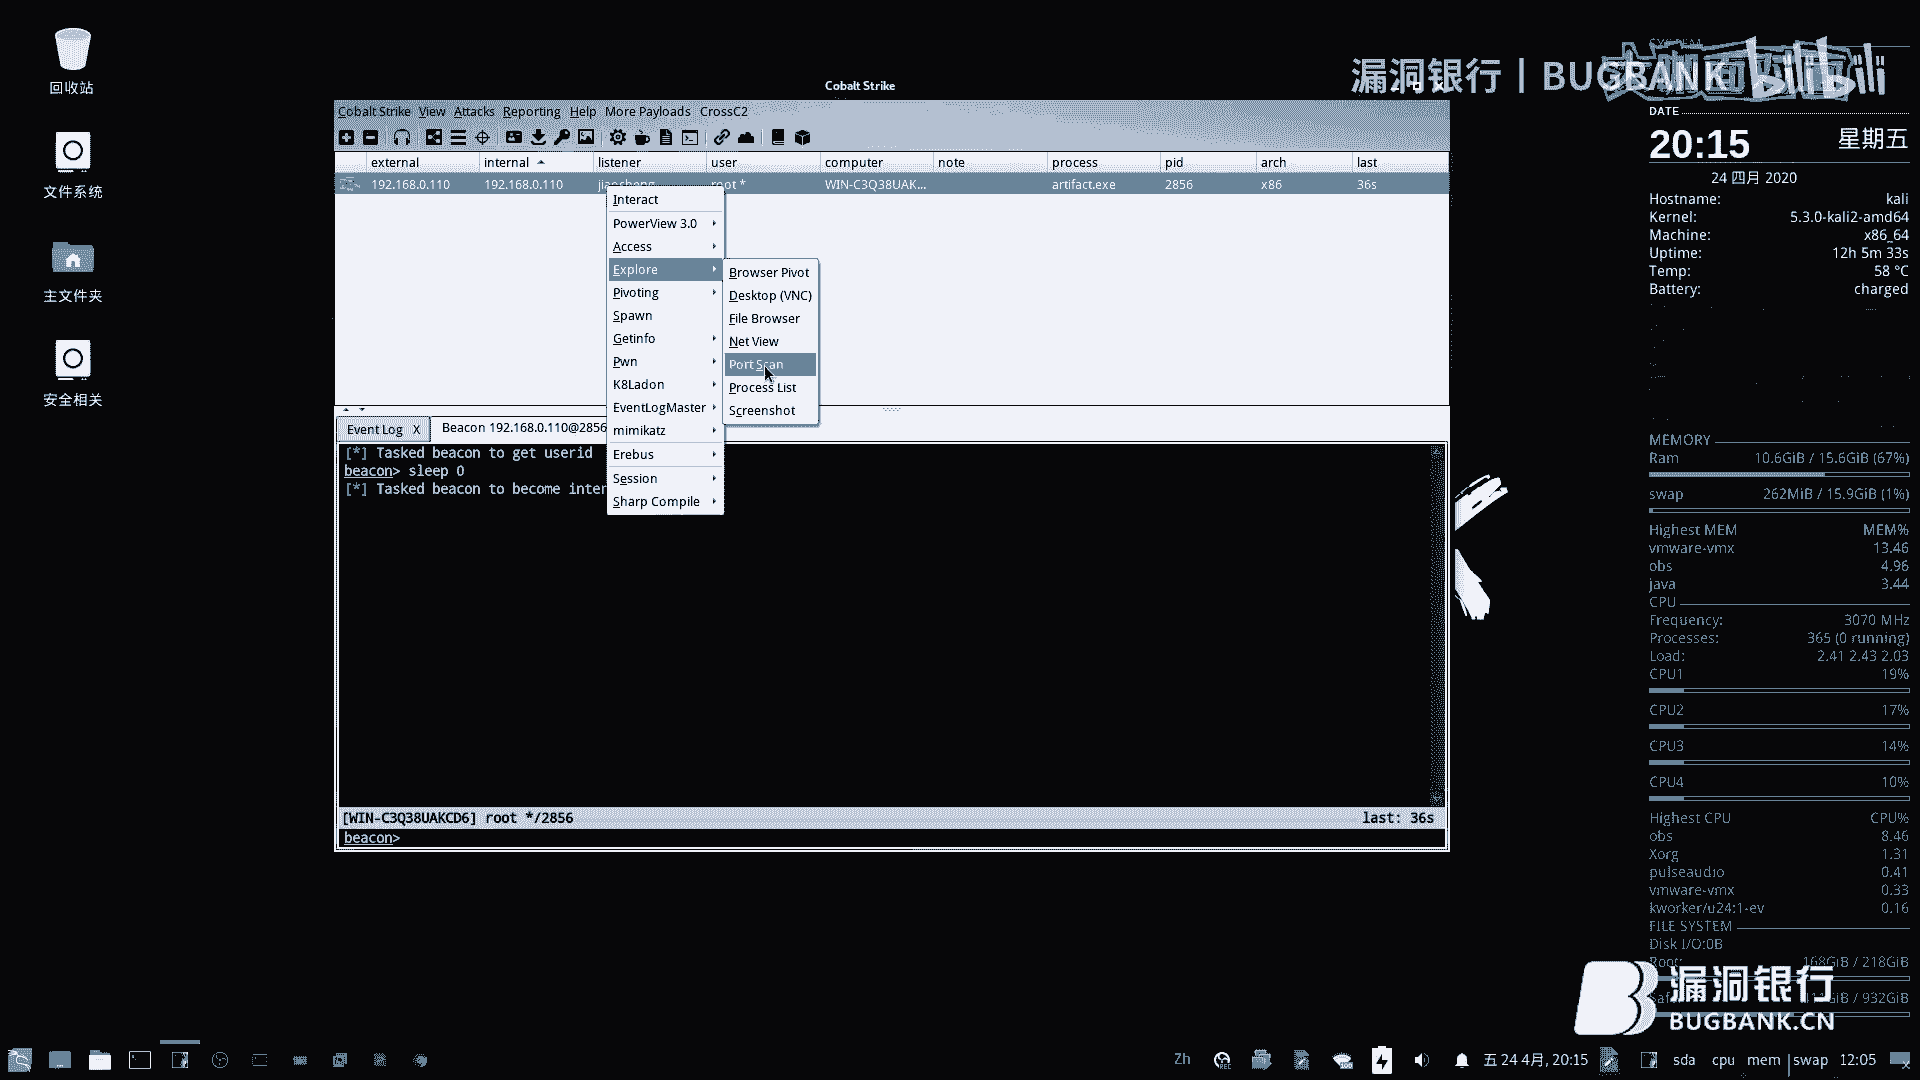 回收站
文件系统
主文件夹
安全相关
漏洞银行 | BUGBANK
bilibili
Cobalt Strike
Cobalt Strike View Attacks Reporting Help More Payloads CrossC2
external internal listener user computer note process pid arch last
192.168.0.110 192.168.0.110 root * WIN-C3Q38UAK... artifact.exe 2856 x86 36s
Interact
PowerView 3.0
Access
Explore
Pivoting
Spawn
Getinfo
Pwn
K8Ladon
EventLogMaster
mimikatz
Erebus
Session
Sharp Compile
Browser Pivot
Desktop (VNC)
File Browser
Net View
Port Scan
Process List
Screenshot
Event Log X
Beacon 192.168.0.110@2856
[*] Tasked beacon to get userid
beacon> sleep 0
[*] Tasked beacon to become inter
[WIN-C3Q38UAKCD6] root */2856 last: 36s
beacon>
SYSTEM
DATE
20:15 星期五
24 四月 2020
Hostname: kali
Kernel: 5.3.0-kali2-amd64
Machine: x86_64
Uptime: 12h 5m 33s
Temp: 58 °C
Battery: charged
MEMORY
Ram 10.6GiB / 15.6GiB (67%)
swap 262MiB / 15.9GiB (1%)
Highest MEM MEM%
vmware-vmx 13.46
obs 4.96
java 3.44
CPU
Frequency: 3070 MHz
Processes: 365 (0 running)
Load: 2.41 2.43 2.03
CPU1 19%
CPU2 17%
CPU3 14%
CPU4 10%
Highest CPU CPU%
obs 8.46
Xorg 1.31
pulseaudio 0.41
vmware-vmx 0.33
kworker/u24:1-ev 0.16
FILE SYSTEM
Disk I/O:0B
Root: 168GiB / 218GiB
/ 932GiB
漏洞银行
BUGBANK.CN
Zh
REC
100
五 24 4月, 20:15
sda cpu mem swap 12:05